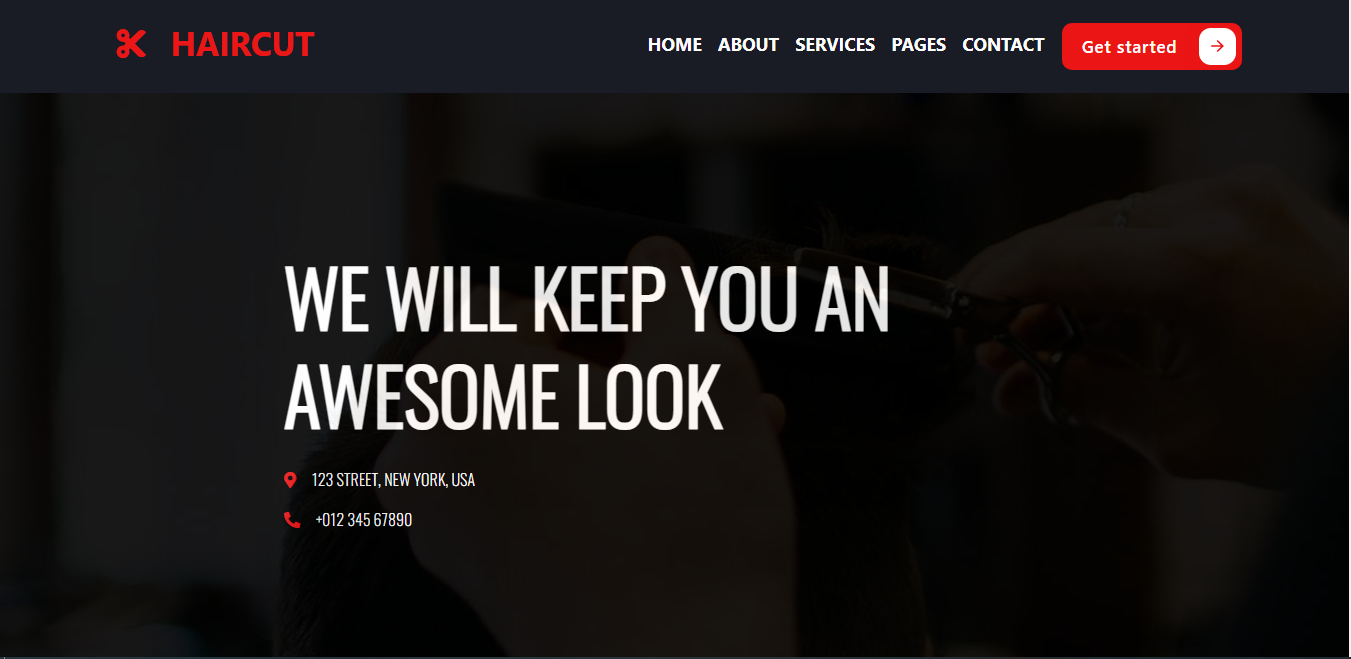 HAIRCUT
HOME ABOUT SERVICES PAGES CONTACT Get started
WE WILL KEEP YOU AN
AWESOME LOOK
123 STREET, NEW YORK, USA
+012 345 67890